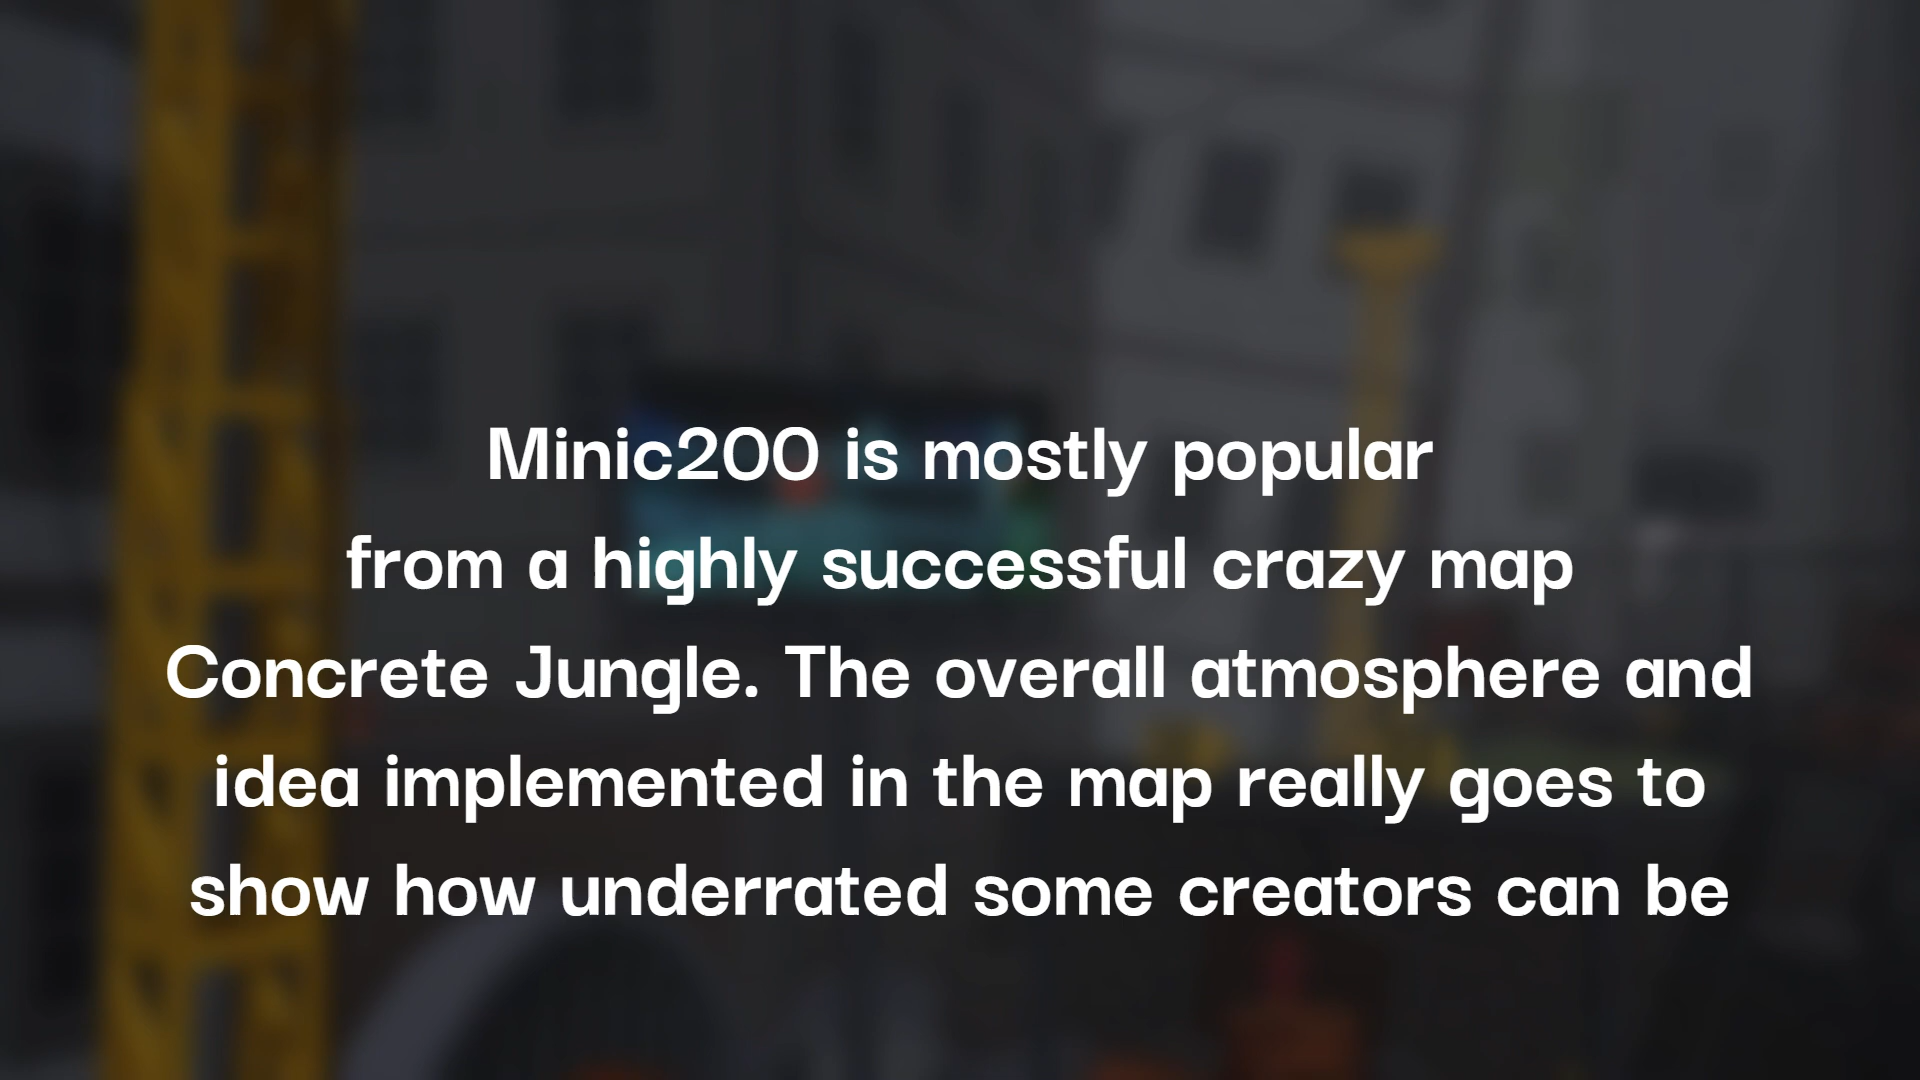 Minic200 is mostly popular
from a highly successful crazy map
Concrete Jungle. The overall atmosphere and
idea implemented in the map really goes to
show how underrated some creators can be